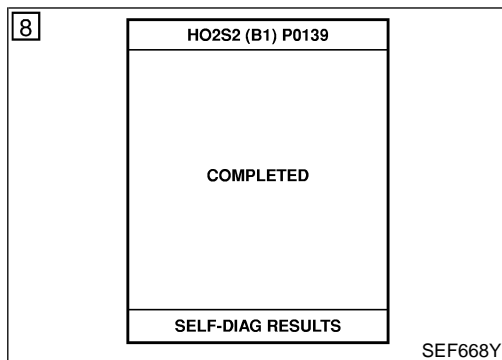 8
HO2S2 (B1) P0139
COMPLETED
SELF-DIAG RESULTS
SEF668Y